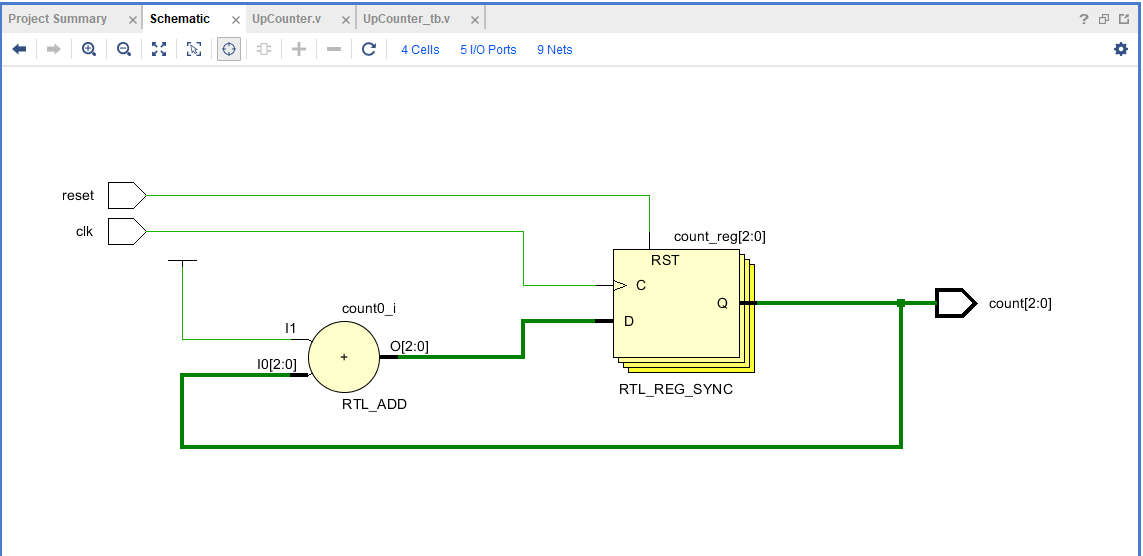 Project Summary × Schematic × UpCounter.v × UpCounter_tb.v × ?
4 Cells 5 I/O Ports 9 Nets
reset
clk
count_reg[2:0]
RST
C
Q
D
count[2:0]
count0_i
I1
I0[2:0]
+
O[2:0]
RTL_ADD
RTL_REG_SYNC